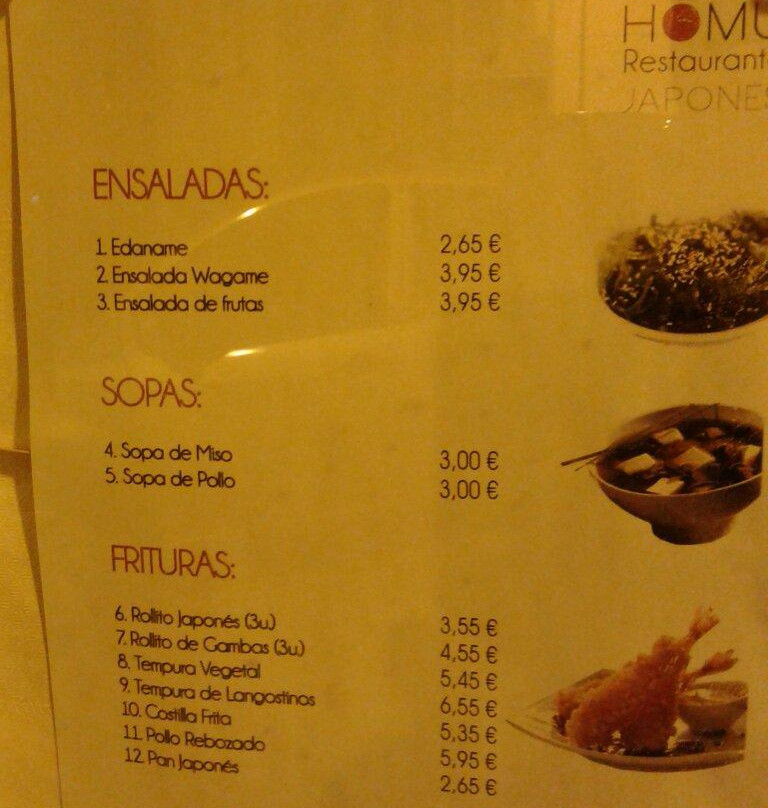 HOMU
Restaurant
JAPONES
ENSALADAS:
1. Edaname 2,65 €
2. Ensalada Wagame 3,95 €
3. Ensalada de frutas 3,95 €
SOPAS:
4. Sopa de Miso 3,00 €
5. Sopa de Pollo 3,00 €
FRITURAS:
6. Rollito Japonés (3u) 3,55 €
7. Rollito de Gambas (3u) 4,55 €
8. Tempura Vegetal 5,45 €
9. Tempura de Langostinos 6,55 €
10. Costilla Frita 5,35 €
11. Pollo Rebozado 5,95 €
12. Pan Japonés 2,65 €